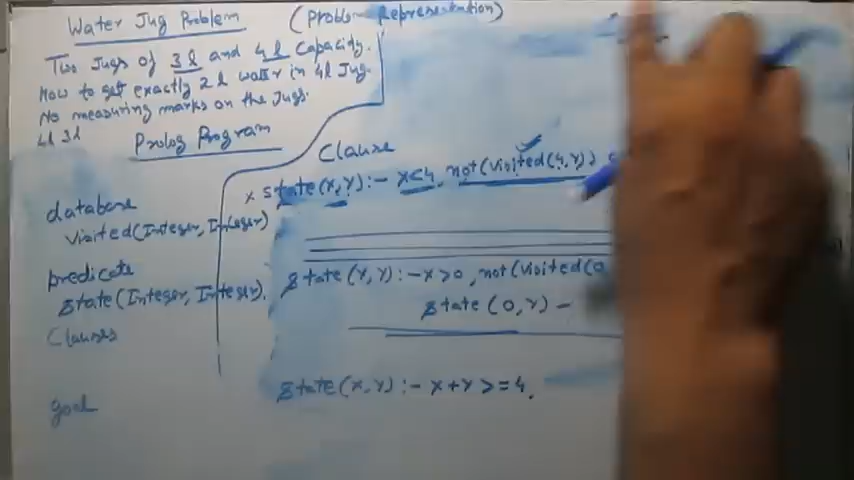 Water Jug Problem (Problem Representation)
Two Jugs of 3l and 4l Capacity.
How to get exactly 2l water in 4l Jug.
No measuring marks on the Jugs.
4l 3l
Prolog Program
Clause
x state(X,Y):- X<4, not(visited(4,Y))
database
visited(Integer, Integer)
predicate
state(Integer, Integer).
state(X,Y):- X>0, not(visited(0
state(0,Y) -
Clauses
state(X,Y):- X+Y>=4,
goal